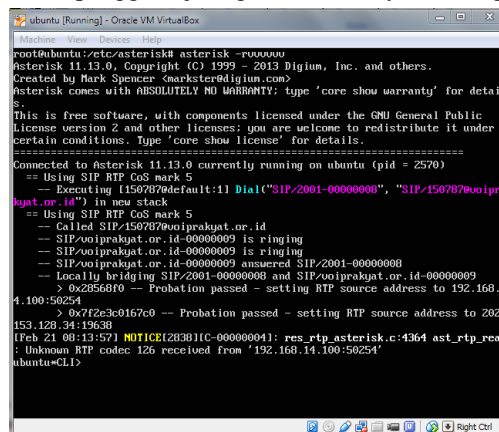 ubuntu [Running] - Oracle VM VirtualBox
Machine View Devices Help
root@ubuntu:/etc/asterisk# asterisk -rvvvvvv
Asterisk 11.13.0, Copyright (C) 1999 - 2013 Digium, Inc. and others.
Created by Mark Spencer <markster@digium.com>
Asterisk comes with ABSOLUTELY NO WARRANTY; type 'core show warranty' for detai
s.
This is free software, with components licensed under the GNU General Public
License version 2 and other licenses; you are welcome to redistribute it under
certain conditions. Type 'core show license' for details.
=========================================================================
Connected to Asterisk 11.13.0 currently running on ubuntu (pid = 2570)
== Using SIP RTP CoS mark 5
-- Executing [150787@default:1] Dial("SIP/2001-00000008", "SIP/150787@voipr
kyat.or.id") in new stack
== Using SIP RTP CoS mark 5
-- Called SIP/150787@voiprakyat.or.id
-- SIP/voiprakyat.or.id-00000009 is ringing
-- SIP/voiprakyat.or.id-00000009 is ringing
-- SIP/voiprakyat.or.id-00000009 answered SIP/2001-00000008
-- Locally bridging SIP/2001-00000008 and SIP/voiprakyat.or.id-00000009
> 0x28568f0 -- Probation passed - setting RTP source address to 192.168.
4.100:50254
> 0x7f2e3c0167c0 -- Probation passed - setting RTP source address to 202
153.128.34:19638
[Feb 21 08:13:57] NOTICE[2838][C-00000004]: res_rtp_asterisk.c:4364 ast_rtp_rea
: Unknown RTP codec 126 received from '192.168.14.100:50254'
ubuntu*CLI>
Right Ctrl